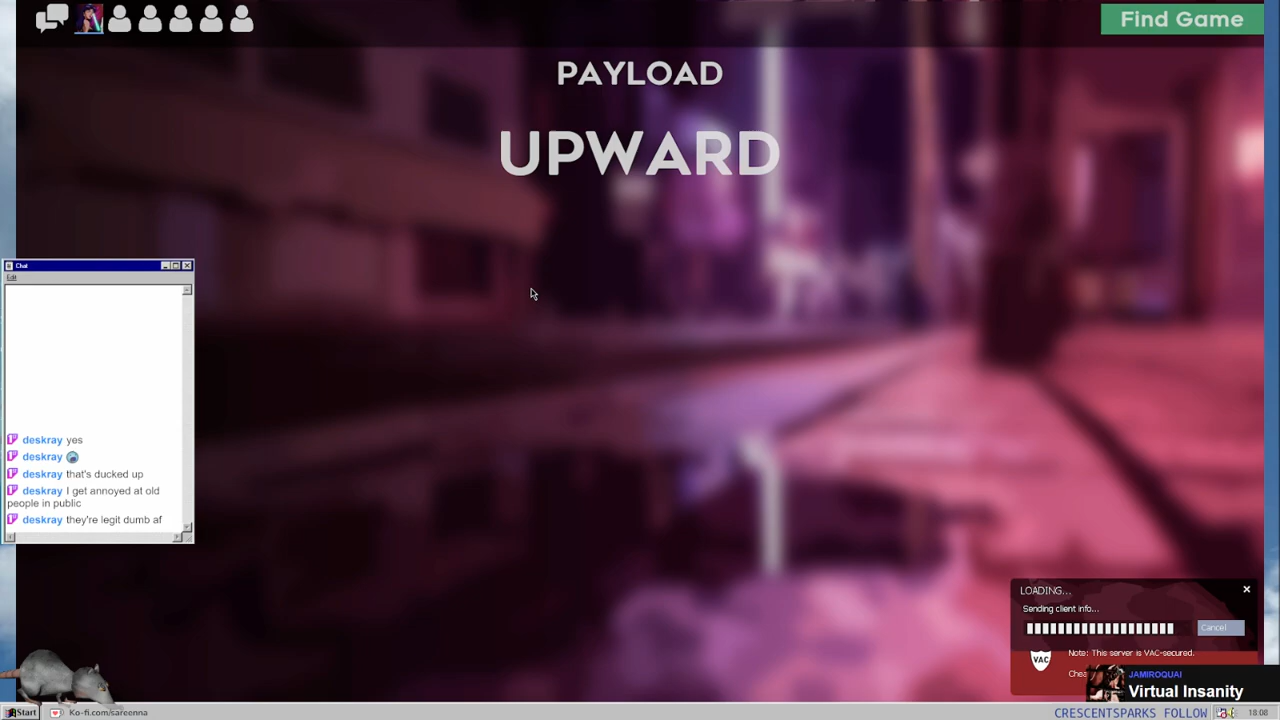 Find Game
PAYLOAD
UPWARD
Chat
Edit
deskray yes
deskray
deskray that's ducked up
deskray I get annoyed at old
people in public
deskray they're legit dumb af
LOADING...
Sending client info...
Cancel
VAC
Note: This server is VAC-secured.
JAMIROQUAI
Virtual Insanity
Start
Ko-fi.com/sareenna
CRESCENTSPARKS FOLLOW
18:08